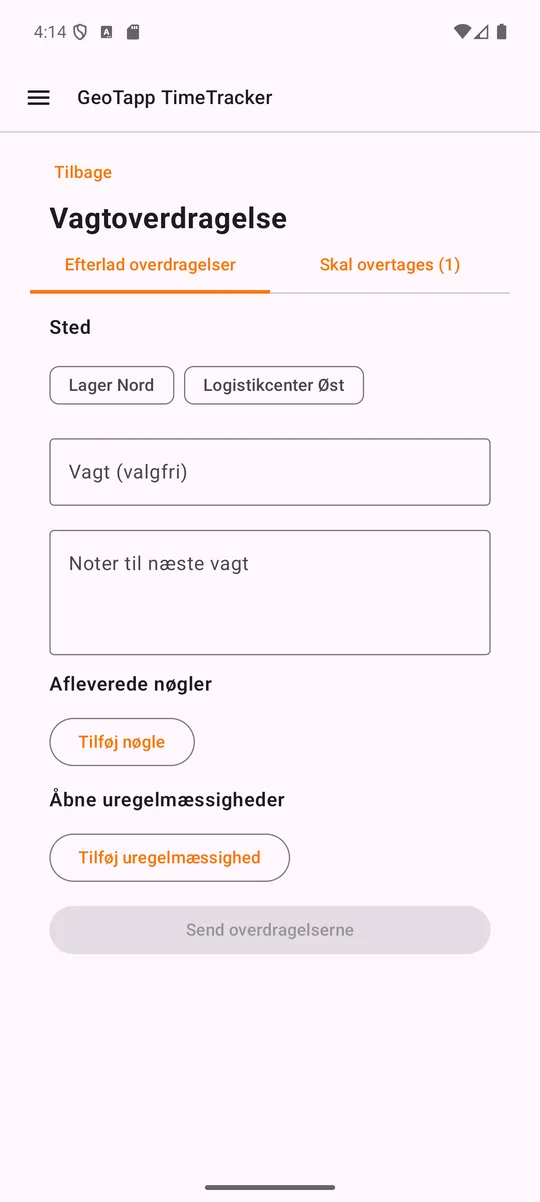 4:14
GeoTapp TimeTracker
Tilbage
Vagtoverdragelse
Efterlad overdragelser
Skal overtages (1)
Sted
Lager Nord
Logistikcenter Øst
Vagt (valgfri)
Noter til næste vagt
Afleverede nøgler
Tilføj nøgle
Åbne uregelmæssigheder
Tilføj uregelmæssighed
Send overdragelserne